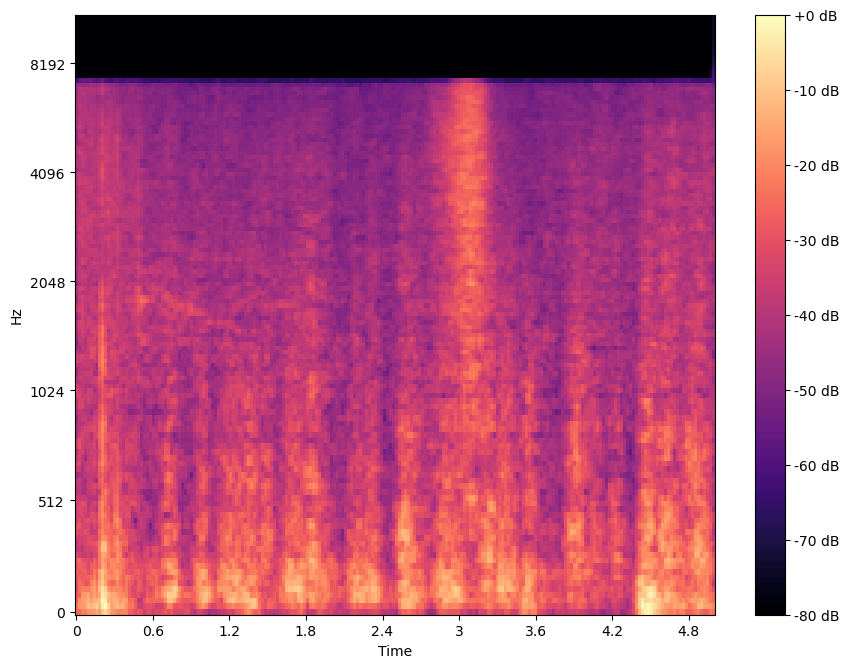 +0 dB
8192
-10 dB
4096
-20 dB
-30 dB
2048
Hz
-40 dB
1024
-50 dB
512
-60 dB
-70 dB
0
-80 dB
0 0.6 1.2 1.8 2.4 3 3.6 4.2 4.8
Time